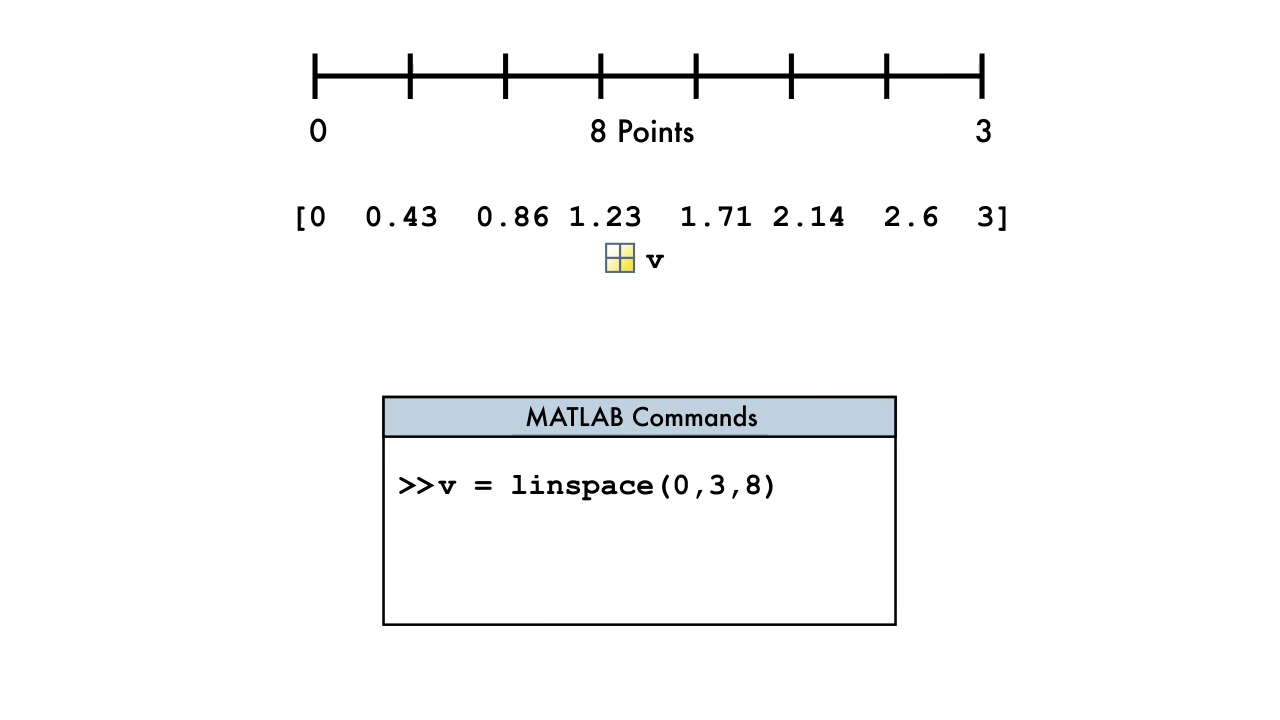 0 8 Points 3
[0 0.43 0.86 1.23 1.71 2.14 2.6 3]
v
MATLAB Commands
>>v = linspace(0,3,8)